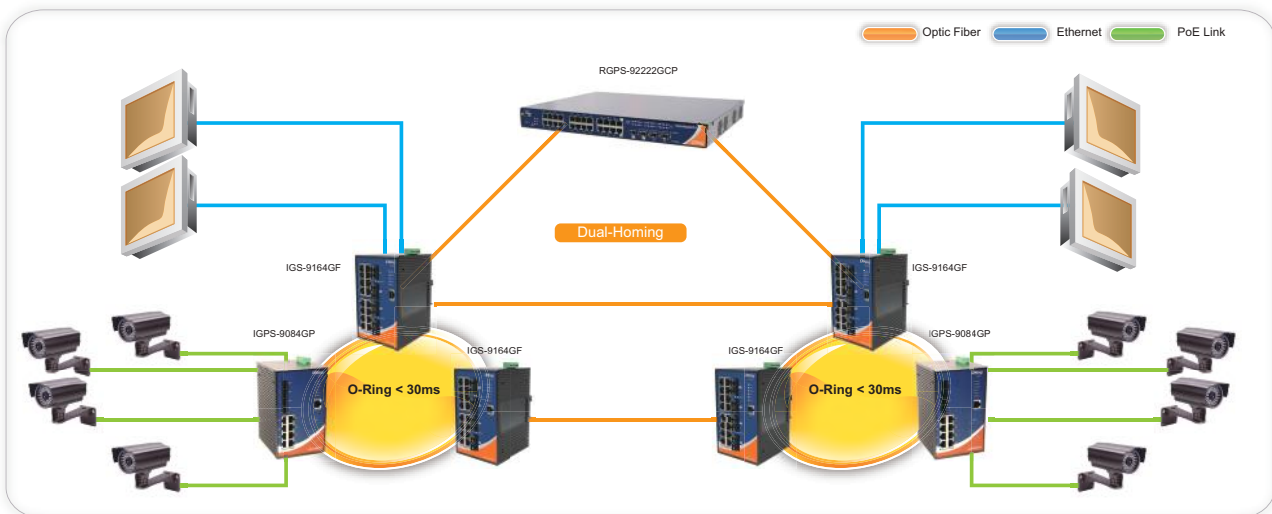 Optic Fiber Ethernet PoE Link
RGPS-92222GCP
Dual-Homing
IGS-9164GF IGS-9164GF
IGPS-9084GP IGPS-9084GP
IGS-9164GF IGS-9164GF
O-Ring < 30ms O-Ring < 30ms